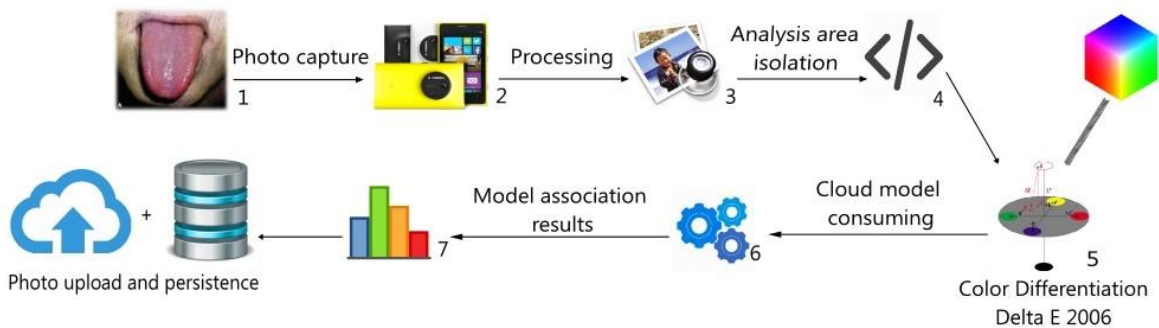 Photo capture
1
Processing
2
3
Analysis area
isolation
4
Cloud model
consuming
5
Color Differentiation
Delta E 2006
6
Model association
results
7
+
Photo upload and persistence